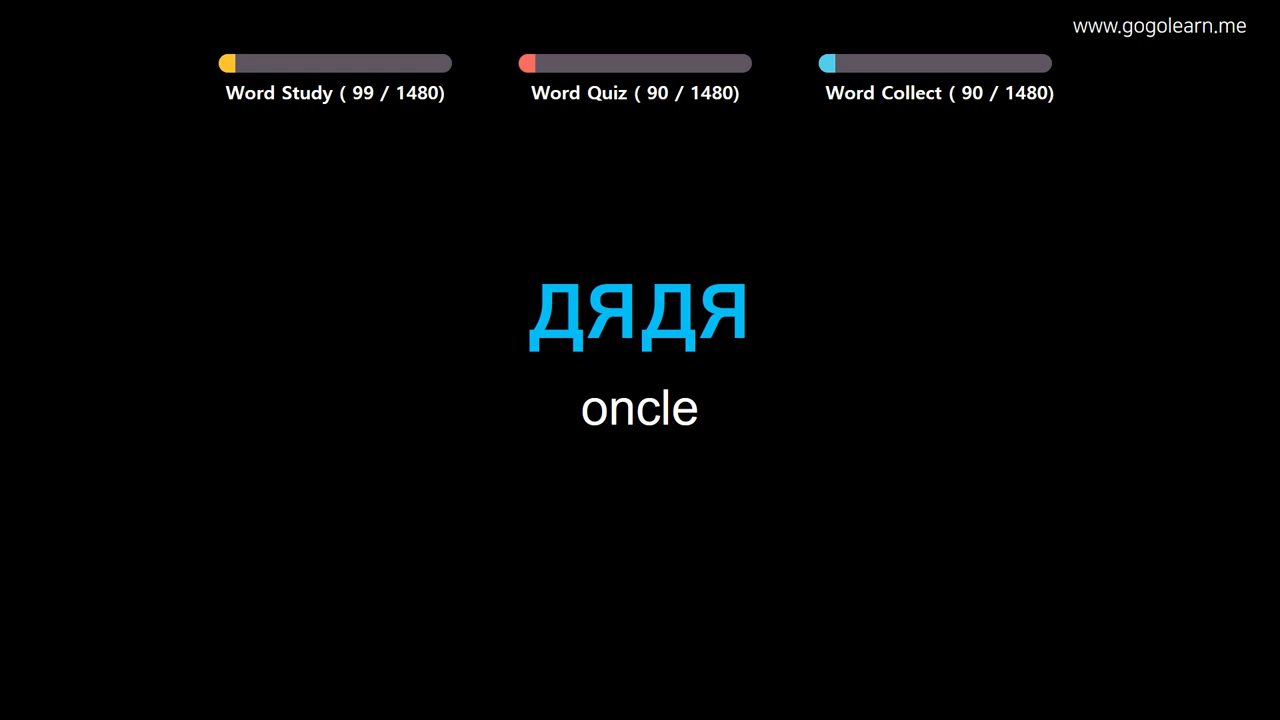 www.gogolearn.me
Word Study ( 99 / 1480)
Word Quiz ( 90 / 1480)
Word Collect ( 90 / 1480)
дядя
oncle